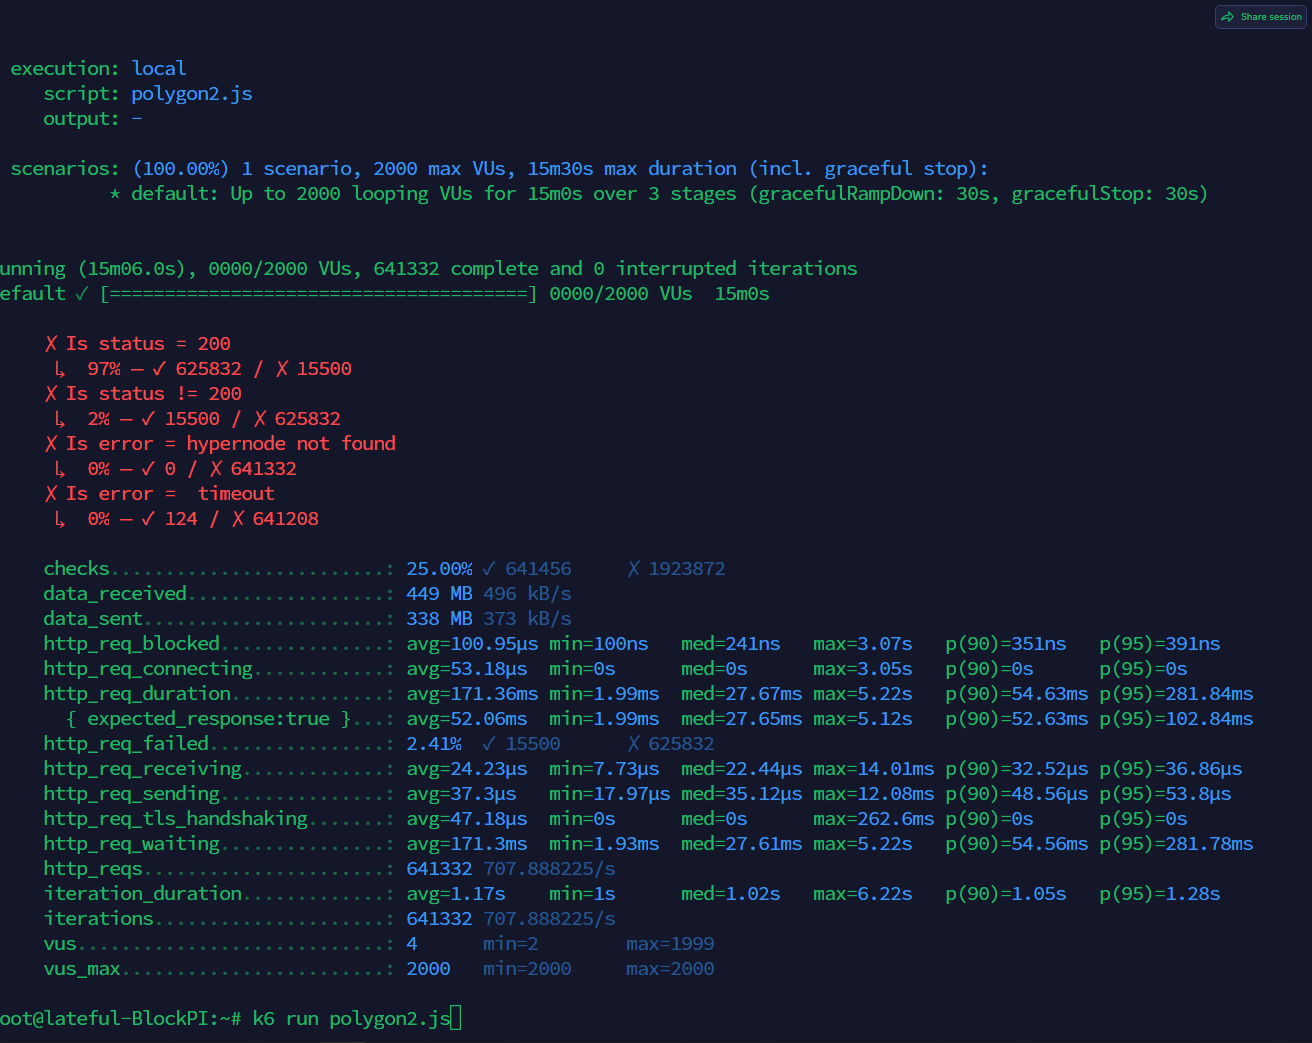 Share session
execution: local
script: polygon2.js
output: -
scenarios: (100.00%) 1 scenario, 2000 max VUs, 15m30s max duration (incl. graceful stop):
* default: Up to 2000 looping VUs for 15m0s over 3 stages (gracefulRampDown: 30s, gracefulStop: 30s)
unning (15m06.0s), 0000/2000 VUs, 641332 complete and 0 interrupted iterations
efault ✓ [======================================] 0000/2000 VUs  15m0s
✗ Is status = 200
↳  97% — ✓ 625832 / ✗ 15500
✗ Is status != 200
↳  2% — ✓ 15500 / ✗ 625832
✗ Is error = hypernode not found
↳  0% — ✓ 0 / ✗ 641332
✗ Is error =  timeout
↳  0% — ✓ 124 / ✗ 641208
checks.........................: 25.00% ✓ 641456     ✗ 1923872
data_received..................: 449 MB 496 kB/s
data_sent......................: 338 MB 373 kB/s
http_req_blocked...............: avg=100.95µs min=100ns   med=241ns   max=3.07s   p(90)=351ns   p(95)=391ns
http_req_connecting............: avg=53.18µs  min=0s      med=0s      max=3.05s   p(90)=0s      p(95)=0s
http_req_duration..............: avg=171.36ms min=1.99ms  med=27.67ms max=5.22s   p(90)=54.63ms p(95)=281.84ms
{ expected_response:true }...: avg=52.06ms  min=1.99ms  med=27.65ms max=5.12s   p(90)=52.63ms p(95)=102.84ms
http_req_failed................: 2.41%  ✓ 15500      ✗ 625832
http_req_receiving.............: avg=24.23µs  min=7.73µs  med=22.44µs max=14.01ms p(90)=32.52µs p(95)=36.86µs
http_req_sending...............: avg=37.3µs   min=17.97µs med=35.12µs max=12.08ms p(90)=48.56µs p(95)=53.8µs
http_req_tls_handshaking.......: avg=47.18µs  min=0s      med=0s      max=262.6ms p(90)=0s      p(95)=0s
http_req_waiting...............: avg=171.3ms  min=1.93ms  med=27.61ms max=5.22s   p(90)=54.56ms p(95)=281.78ms
http_reqs......................: 641332 707.888225/s
iteration_duration.............: avg=1.17s    min=1s      med=1.02s   max=6.22s   p(90)=1.05s   p(95)=1.28s
iterations.....................: 641332 707.888225/s
vus............................: 4      min=2        max=1999
vus_max........................: 2000   min=2000     max=2000
oot@lateful-BlockPI:~# k6 run polygon2.js